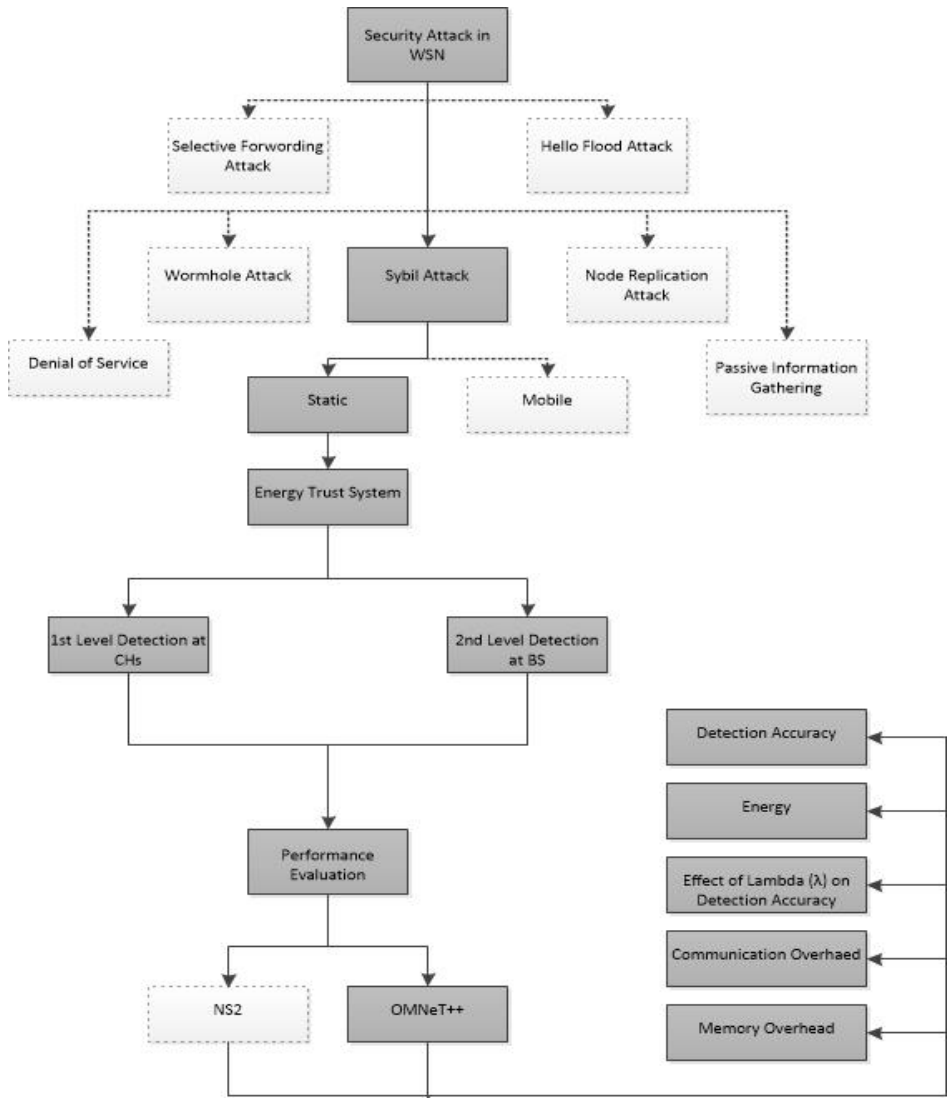 Security Attack in
WSN
Selective Forwording
Attack
Hello Flood Attack
Wormhole Attack
Sybil Attack
Node Replication
Attack
Denial of Service
Passive Information
Gathering
Static
Mobile
Energy Trust System
1st Level Detection at
CHs
2nd Level Detection
at BS
Detection Accuracy
Energy
Performance
Evaluation
Effect of Lambda (λ) on
Detection Accuracy
Communication Overhaed
NS2
OMNeT++
Memory Overhead